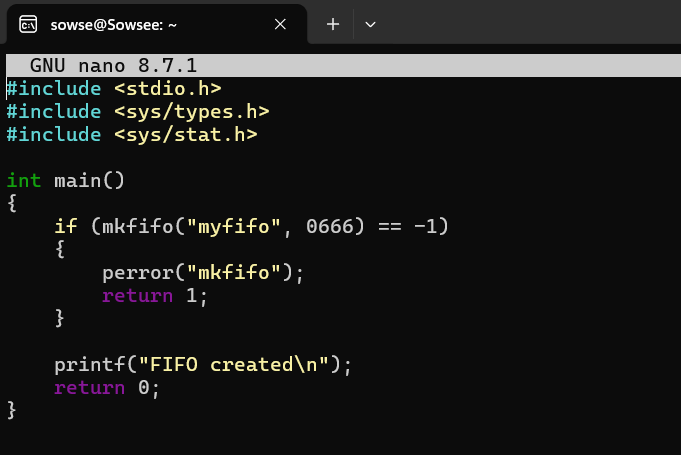 sowse@Sowsee: ~
GNU nano 8.7.1
#include <stdio.h>
#include <sys/types.h>
#include <sys/stat.h>

int main()
{
    if (mkfifo("myfifo", 0666) == -1)
    {
        perror("mkfifo");
        return 1;
    }

    printf("FIFO created\n");
    return 0;
}